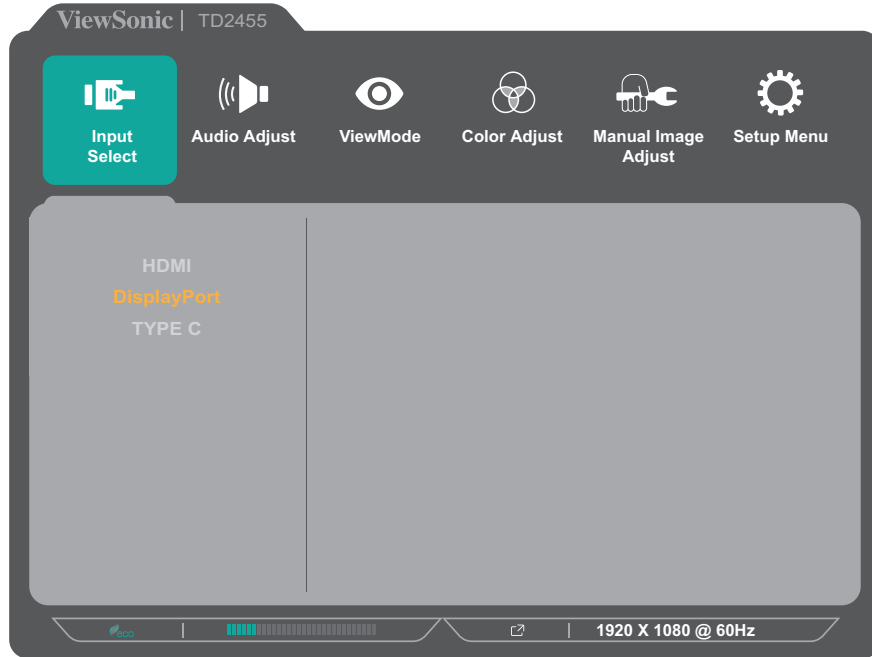 ViewSonic | TD2455
Input
Select
Audio Adjust
ViewMode
Color Adjust
Manual Image
Adjust
Setup Menu
HDMI
DisplayPort
TYPE C
eco
1920 X 1080 @ 60Hz